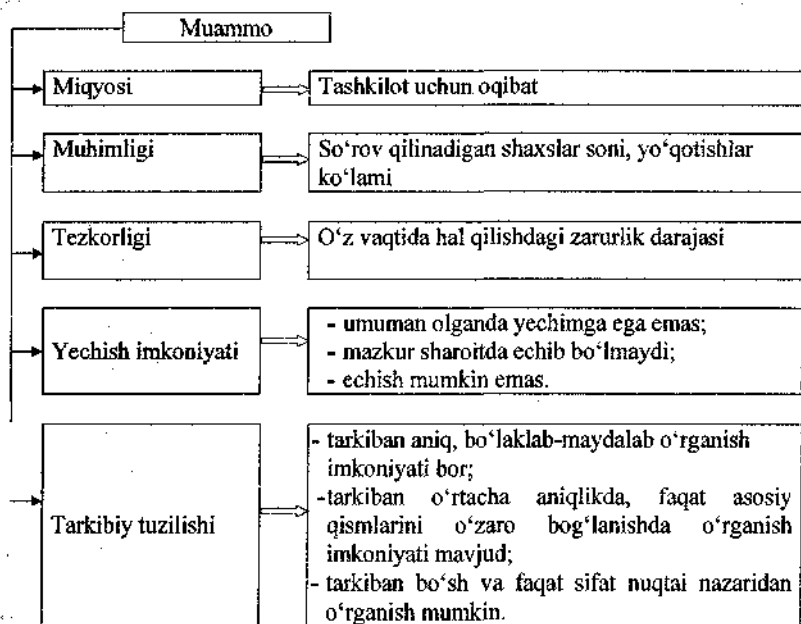 Muammo
Miqyosi
Tashkilot uchun oqibat
Muhimligi
So‘rov qilinadigan shaxslar soni, yo‘qotishlar
ko‘lami
Tezkorligi
O‘z vaqtida hal qilishdagi zarurlik darajasi
Yechish imkoniyati
- umuman olganda yechimga ega emas;
- mazkur sharoitda echib bo‘lmaydi;
- echish mumkin emas.
Tarkibiy tuzilishi
- tarkiban aniq, bo‘laklab-maydalab o‘rganish
imkoniyati bor;
-tarkiban o‘rtacha aniqlikda, faqat asosiy
qismlarini o‘zaro bog‘lanishda o‘rganish
imkoniyati mavjud;
- tarkiban bo‘sh va faqat sifat nuqtai nazaridan
o‘rganish mumkin.